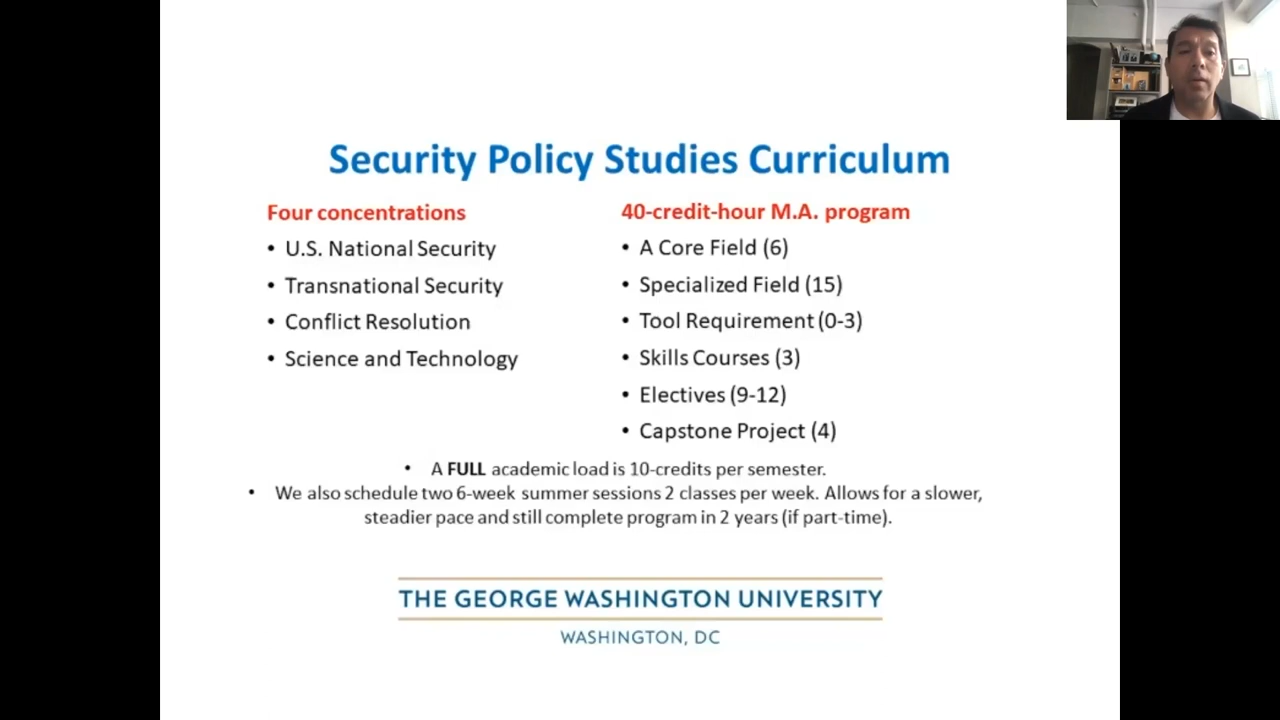 Security Policy Studies Curriculum
Four concentrations
• U.S. National Security
• Transnational Security
• Conflict Resolution
• Science and Technology
40-credit-hour M.A. program
• A Core Field (6)
• Specialized Field (15)
• Tool Requirement (0-3)
• Skills Courses (3)
• Electives (9-12)
• Capstone Project (4)
• A FULL academic load is 10-credits per semester.
• We also schedule two 6-week summer sessions 2 classes per week. Allows for a slower,
steadier pace and still complete program in 2 years (if part-time).
THE GEORGE WASHINGTON UNIVERSITY
WASHINGTON, DC